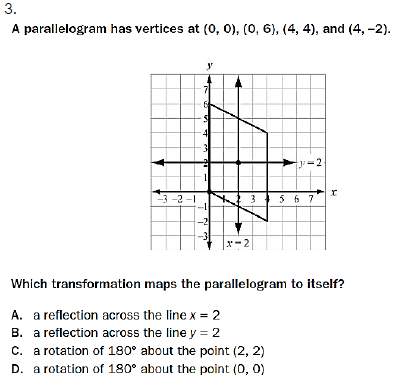 3.
A parallelogram has vertices at (0, 0), (0, 6), (4, 4), and (4, –2).
y
7
6
5
4
3
2
1
y = 2
x
–3 –2 –1
1 2 3 4 5 6 7
–1
–2
–3
x = 2
Which transformation maps the parallelogram to itself?
A. a reflection across the line x = 2
B. a reflection across the line y = 2
C. a rotation of 180° about the point (2, 2)
D. a rotation of 180° about the point (0, 0)